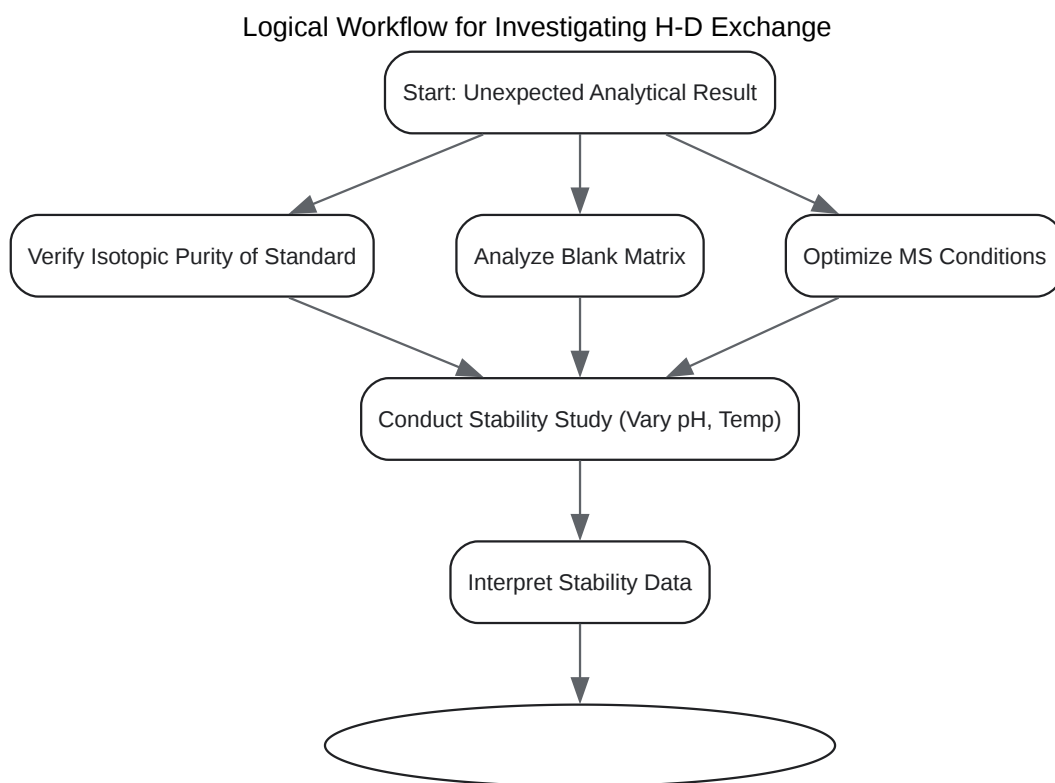 Logical Workflow for Investigating H-D Exchange
Start: Unexpected Analytical Result
Verify Isotopic Purity of Standard
Analyze Blank Matrix
Optimize MS Conditions
Conduct Stability Study (Vary pH, Temp)
Interpret Stability Data